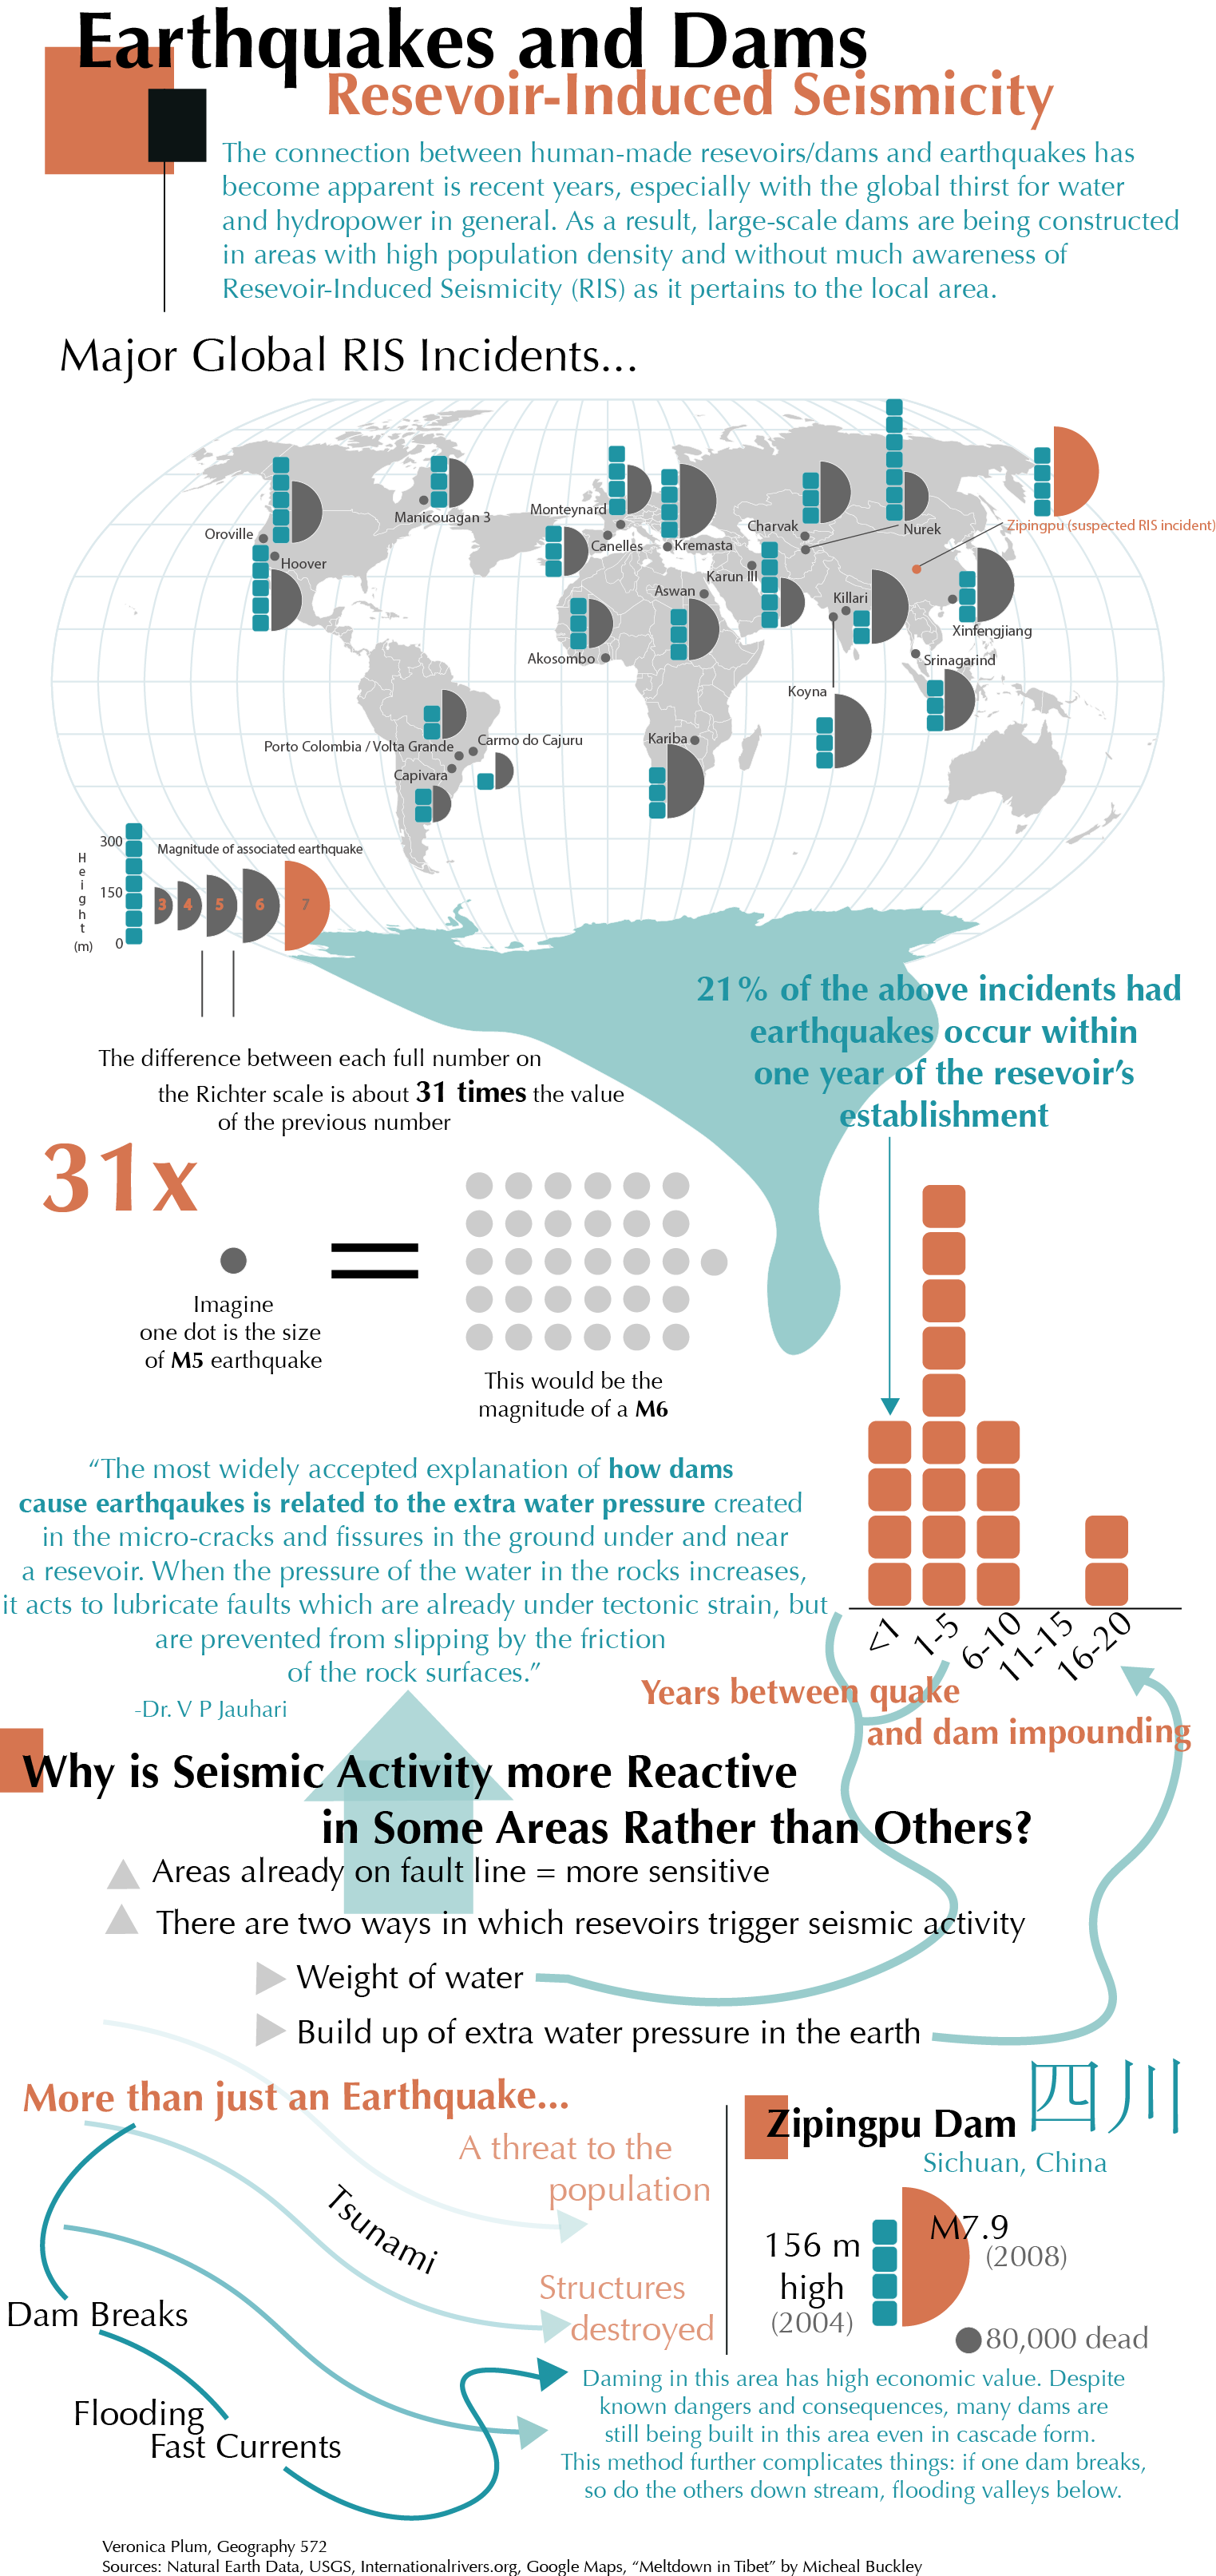 Earthquakes and Dams
Resevoir-Induced Seismicity
The connection between human-made resevoirs/dams and earthquakes has
become apparent is recent years, especially with the global thirst for water
and hydropower in general. As a result, large-scale dams are being constructed
in areas with high population density and without much awareness of
Resevoir-Induced Seismicity (RIS) as it pertains to the local area.
Major Global RIS Incidents...
Oroville
Hoover
Manicouagan 3
Monteynard
Canelles
Kremasta
Charvak
Nurek
Zipingpu (suspected RIS incident)
Karun III
Aswan
Killari
Xinfengjiang
Akosombo
Srinagarind
Koyna
Kariba
Porto Colombia / Volta Grande
Carmo do Cajuru
Capivara
Height
(m)
300
150
0
Magnitude of associated earthquake
3 4 5 6 7
21% of the above incidents had
earthquakes occur within
one year of the resevoir's
establishment
The difference between each full number on
the Richter scale is about 31 times the value
of the previous number
31x
Imagine
one dot is the size
of M5 earthquake
This would be the
magnitude of a M6
“The most widely accepted explanation of how dams
cause earthqaukes is related to the extra water pressure created
in the micro-cracks and fissures in the ground under and near
a resevoir. When the pressure of the water in the rocks increases,
it acts to lubricate faults which are already under tectonic strain, but
are prevented from slipping by the friction
of the rock surfaces.”
-Dr. V P Jauhari
<1 1-5 6-10 11-15 16-20
Years between quake
and dam impounding
Why is Seismic Activity more Reactive
in Some Areas Rather than Others?
Areas already on fault line = more sensitive
There are two ways in which resevoirs trigger seismic activity
Weight of water
Build up of extra water pressure in the earth
More than just an Earthquake...
A threat to the
population
Tsunami
Structures
destroyed
Dam Breaks
Flooding
Fast Currents
Zipingpu Dam
四川
Sichuan, China
156 m
high
(2004)
M7.9
(2008)
80,000 dead
Daming in this area has high economic value. Despite
known dangers and consequences, many dams are
still being built in this area even in cascade form.
This method further complicates things: if one dam breaks,
so do the others down stream, flooding valleys below.
Veronica Plum, Geography 572
Sources: Natural Earth Data, USGS, Internationalrivers.org, Google Maps, “Meltdown in Tibet” by Micheal Buckley